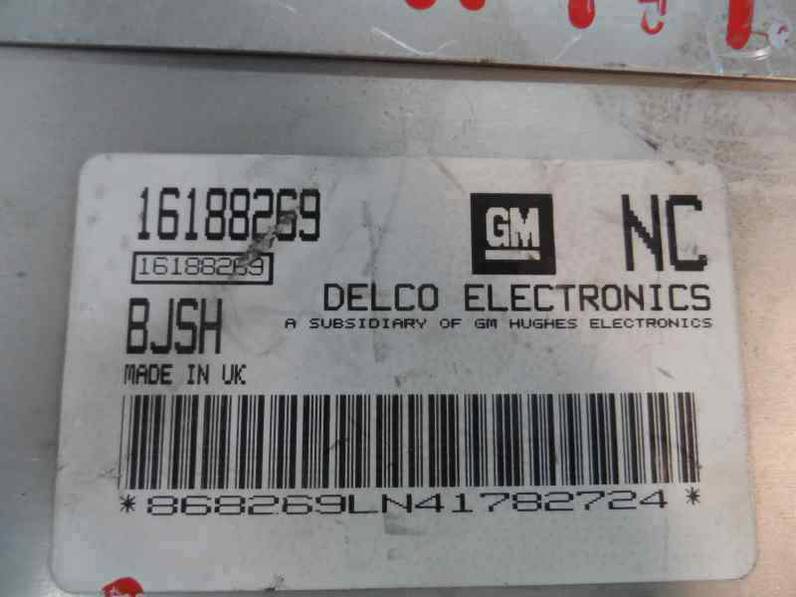 16188269
GM
NC
16188269
DELCO ELECTRONICS
A SUBSIDIARY OF GM HUGHES ELECTRONICS
BJSH
MADE IN UK
*868269LN41782724*